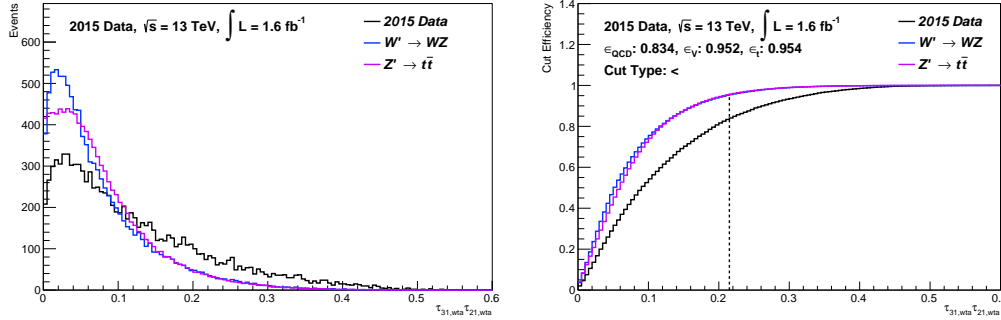 Events
2015 Data, √s = 13 TeV, ∫ L = 1.6 fb⁻¹
2015 Data
W' → WZ
Z' → tt̄
600
500
400
300
200
100
0
0 0.1 0.2 0.3 0.4 0.5 0.6
τ31,wta τ21,wta
Cut Efficiency
2015 Data, √s = 13 TeV, ∫ L = 1.6 fb⁻¹
∈QCD: 0.834, ∈V: 0.952, ∈t: 0.954
Cut Type: <
2015 Data
W' → WZ
Z' → tt̄
1.4
1.2
1
0.8
0.6
0.4
0.2
0
0 0.1 0.2 0.3 0.4 0.5
τ31,wta τ21,wta